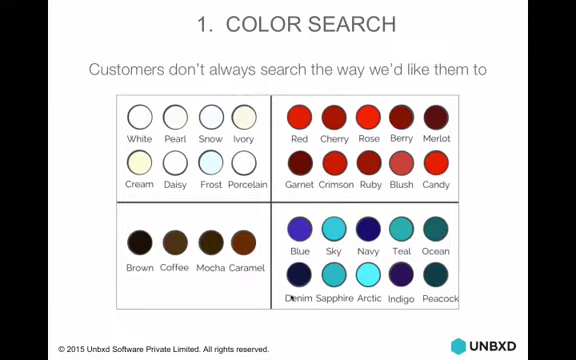 1. COLOR SEARCH
Customers don't always search the way we'd like them to
White Pearl Snow Ivory
Cream Daisy Frost Porcelain
Red Cherry Rose Berry Merlot
Garnet Crimson Ruby Blush Candy
Brown Coffee Mocha Caramel
Blue Sky Navy Teal Ocean
Denim Sapphire Arctic Indigo Peacock
© 2015 Unbxd Software Private Limited. All rights reserved.
UNBXD